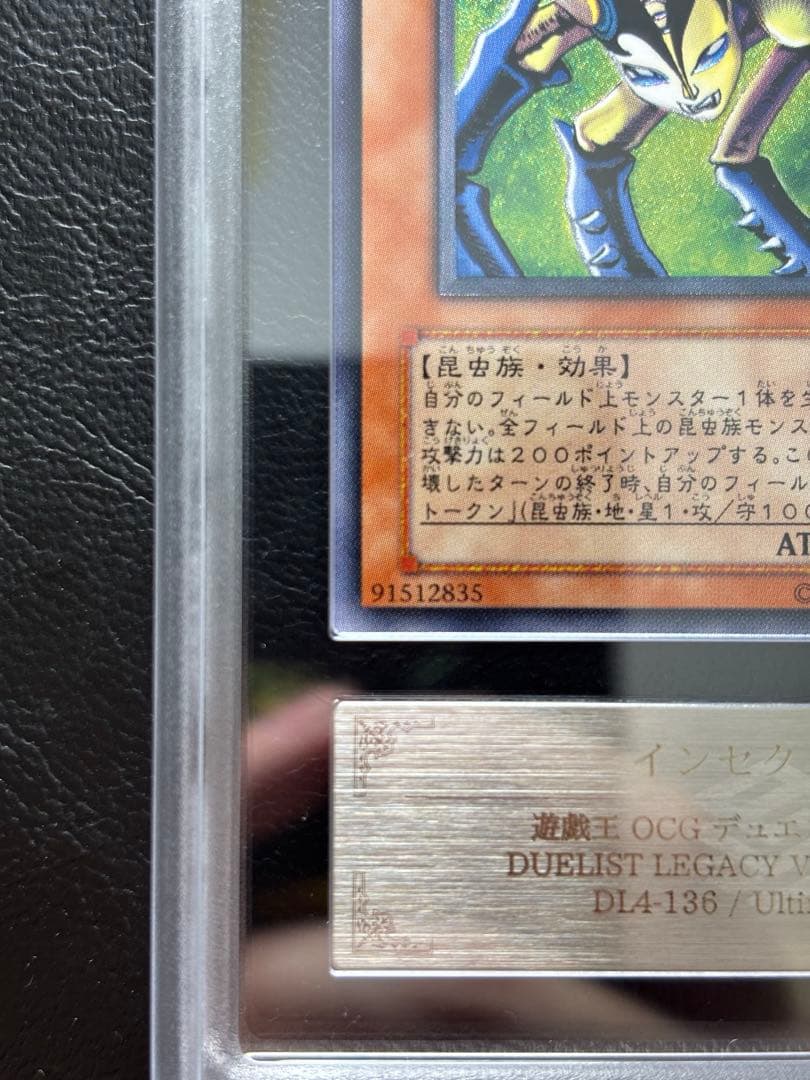 【昆虫族・効果】
自分のフィールド上モンスター1体を生
きない。全フィールド上の昆虫族モンス
攻撃力は200ポイントアップする。こ
壊したターンの終了時、自分のフィール
トークン」(昆虫族・地・星1・攻/守100
AT
91512835
©
インセク
遊戯王 OCG デュエ
DUELIST LEGACY V
DL4-136 / Ulti